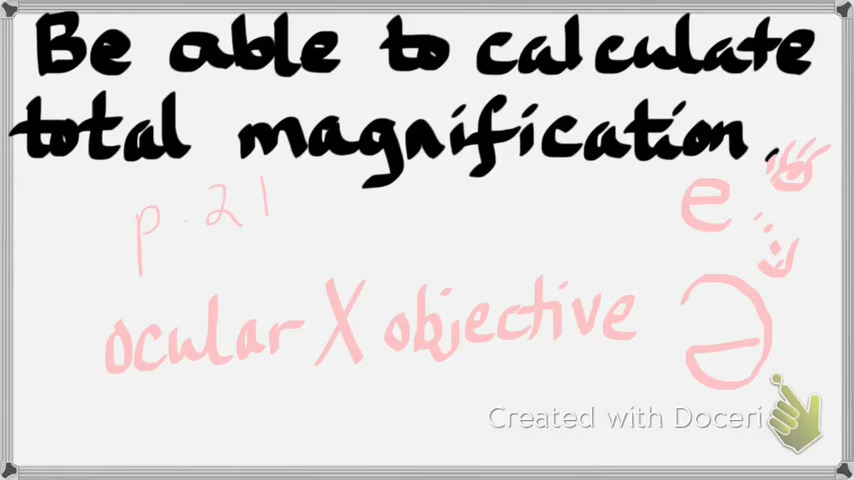 Be able to calculate
total magnification.
e
p.21
ocular X objective
ə
Created with Doceri